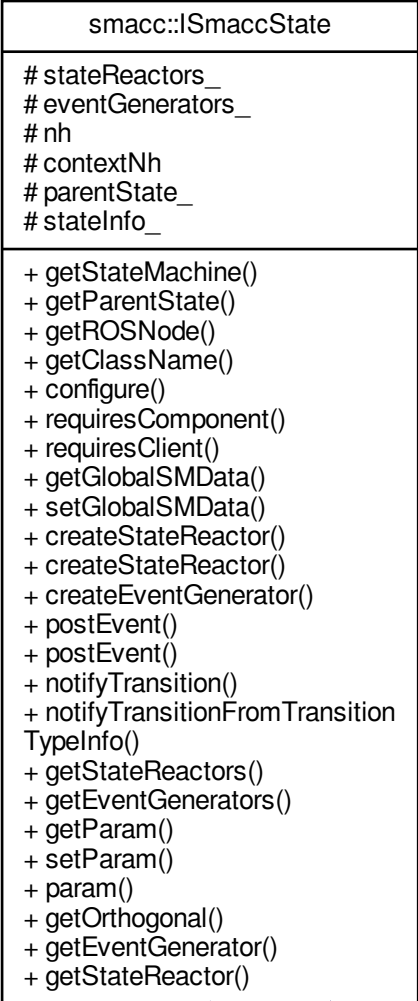 smacc::ISmaccState
# stateReactors_
# eventGenerators_
# nh
# contextNh
# parentState_
# stateInfo_
+ getStateMachine()
+ getParentState()
+ getROSNode()
+ getClassName()
+ configure()
+ requiresComponent()
+ requiresClient()
+ getGlobalSMData()
+ setGlobalSMData()
+ createStateReactor()
+ createStateReactor()
+ createEventGenerator()
+ postEvent()
+ postEvent()
+ notifyTransition()
+ notifyTransitionFromTransition
TypeInfo()
+ getStateReactors()
+ getEventGenerators()
+ getParam()
+ setParam()
+ param()
+ getOrthogonal()
+ getEventGenerator()
+ getStateReactor()